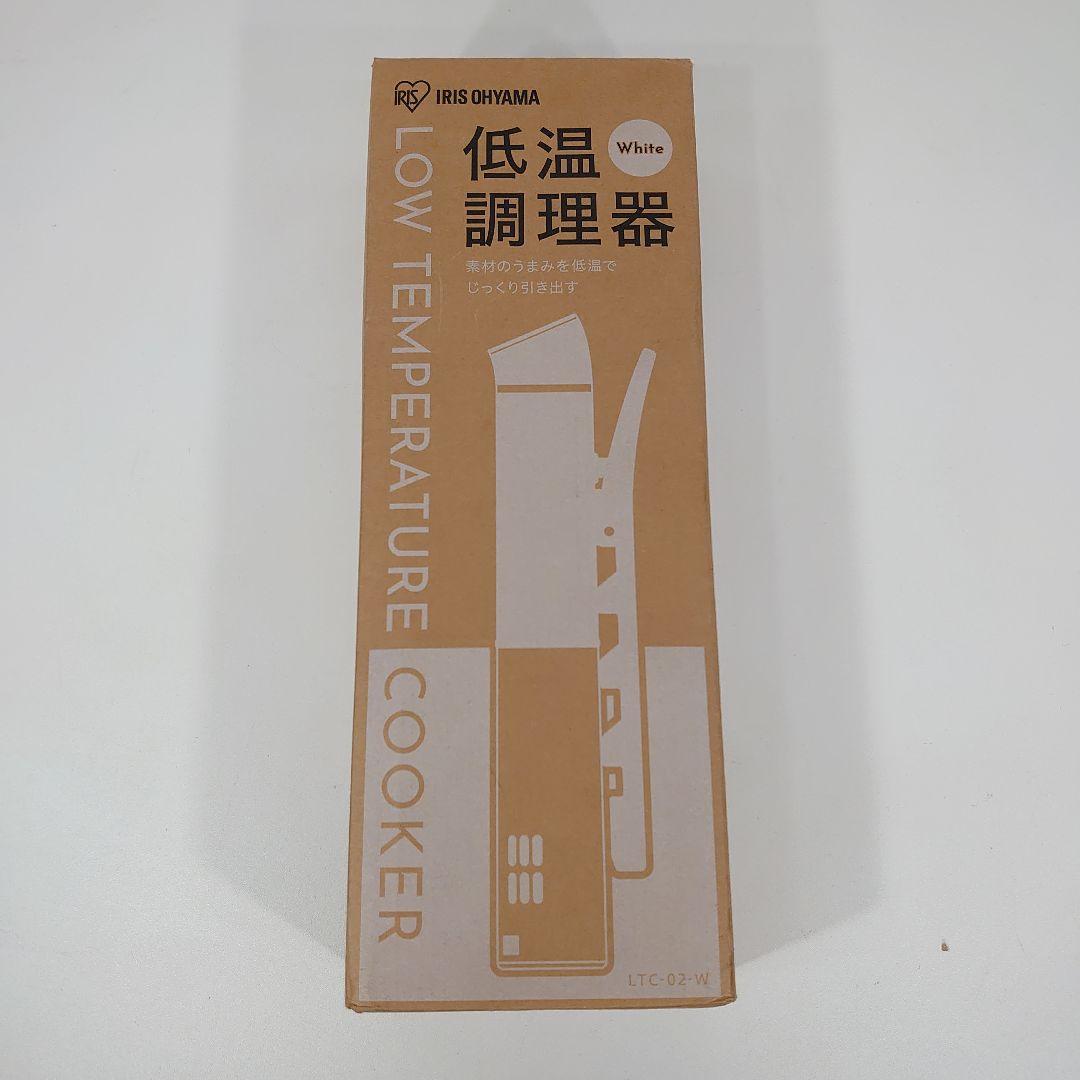 IRIS IRIS OHYAMA
低温
White
調理器
素材のうまみを低温で
じっくり引き出す
LOW TEMPERATURE COOKER
LTC-02-W